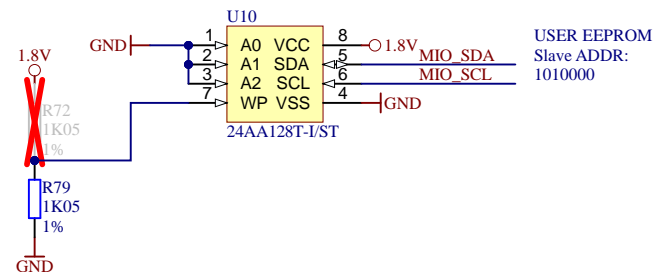 U10
1 A0 VCC 8
2 A1 SDA 5
3 A2 SCL 6
7 WP VSS 4
24AA128T-I/ST
GND
1.8V
MIO_SDA
MIO_SCL
GND
USER EEPROM
Slave ADDR:
1010000
1.8V
R72
1K05
1%
R79
1K05
1%
GND